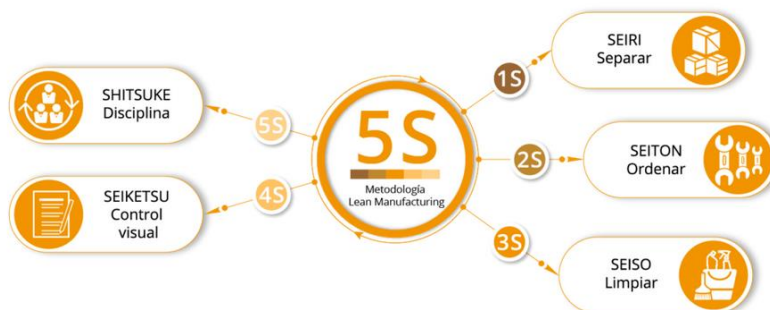 5S
Metodología
Lean Manufacturing
1S
SEIRI
Separar
2S
SEITON
Ordenar
3S
SEISO
Limpiar
4S
SEIKETSU
Control
visual
5S
SHITSUKE
Disciplina